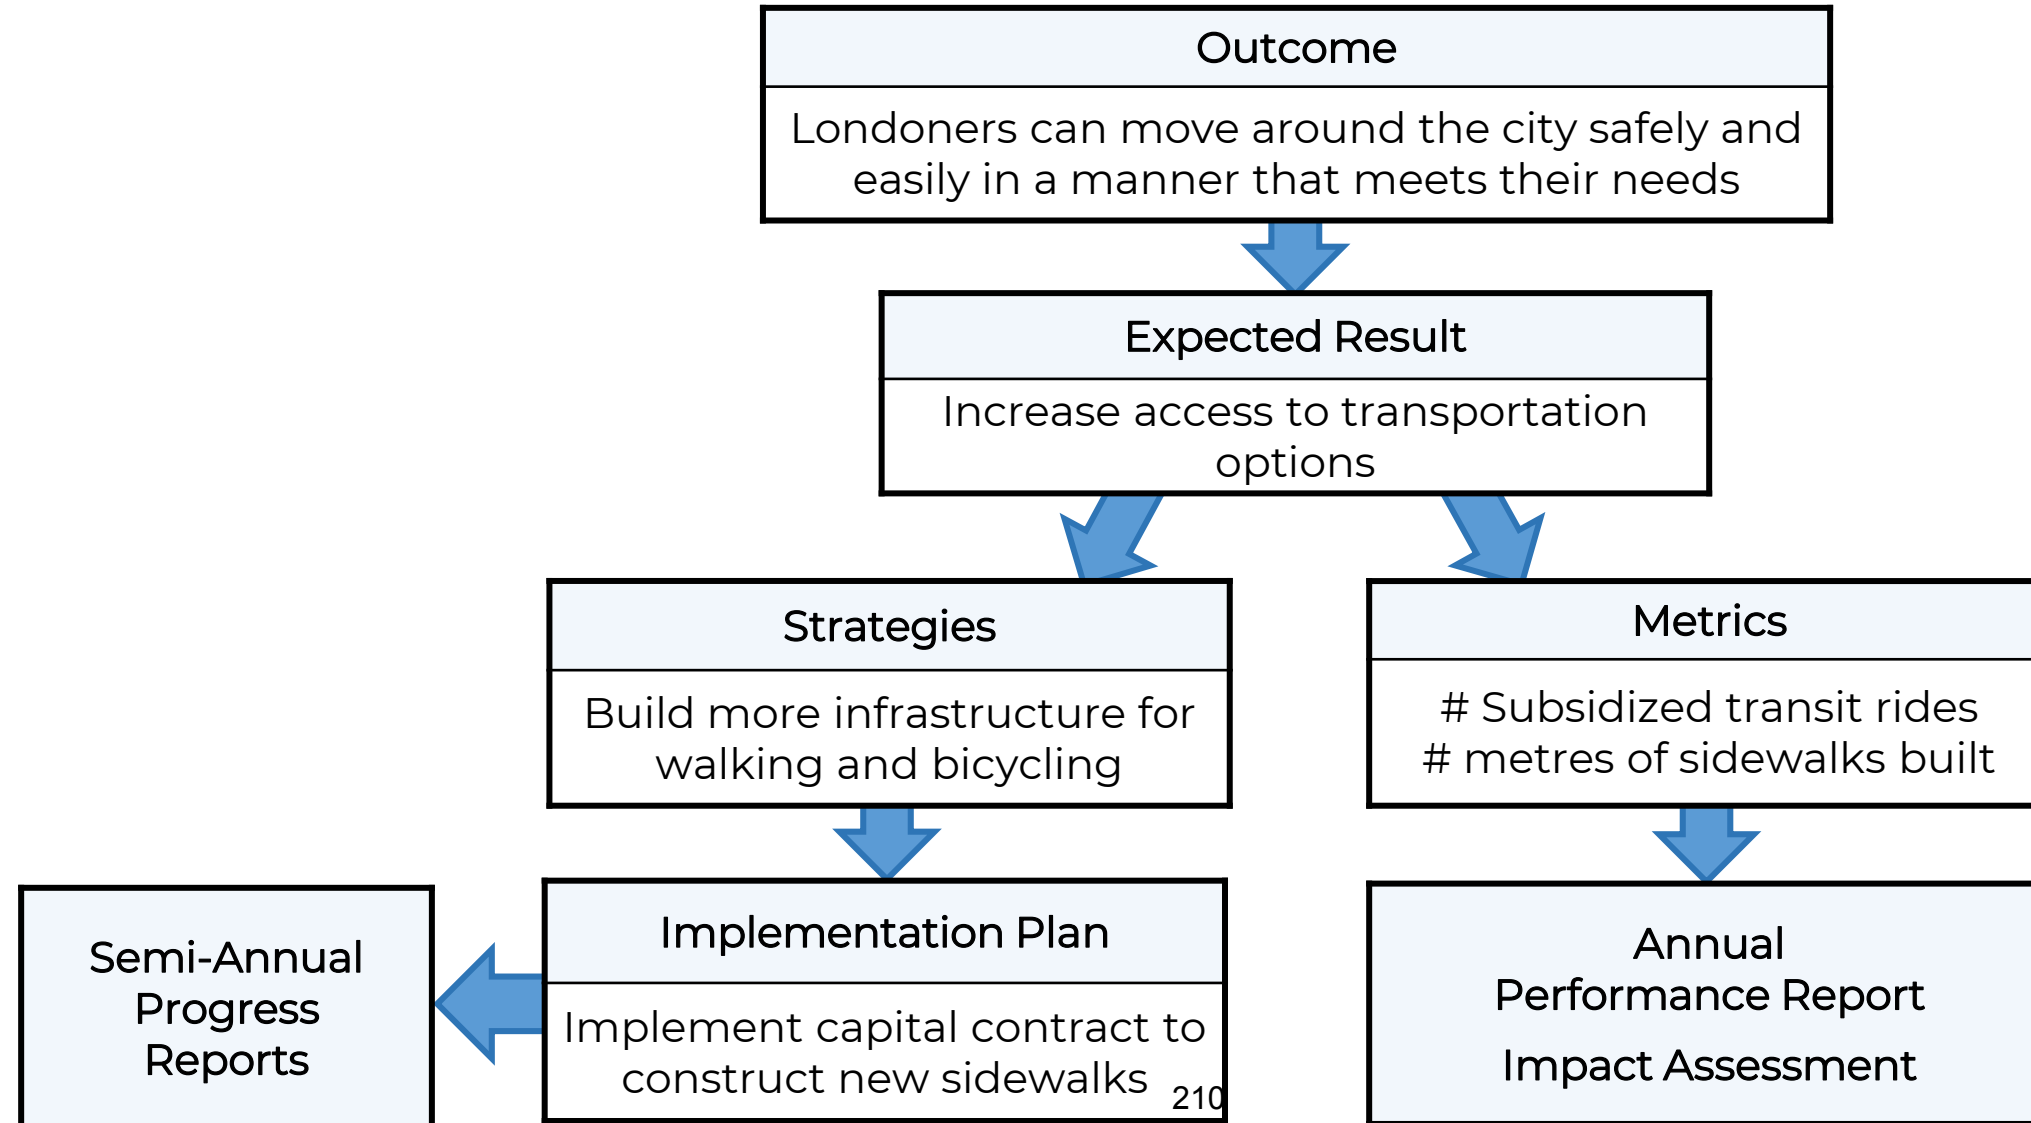 Outcome
Londoners can move around the city safely and
easily in a manner that meets their needs
Expected Result
Increase access to transportation
options
Strategies
Build more infrastructure for
walking and bicycling
Metrics
# Subsidized transit rides
# metres of sidewalks built
Semi-Annual
Progress
Reports
Implementation Plan
Implement capital contract to
construct new sidewalks
210
Annual
Performance Report
Impact Assessment